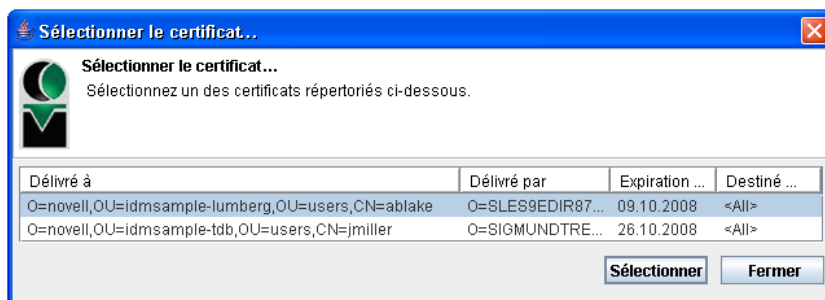 Sélectionner le certificat...
Sélectionner le certificat...
Sélectionnez un des certificats répertoriés ci-dessous.
Délivré à Délivré par Expiration ... Destiné ...
O=novell,OU=idmsample-lumberg,OU=users,CN=ablake O=SLES9EDIR87... 09.10.2008 <All>
O=novell,OU=idmsample-tdb,OU=users,CN=jmiller O=SIGMUNDTRE... 26.10.2008 <All>
Sélectionner Fermer